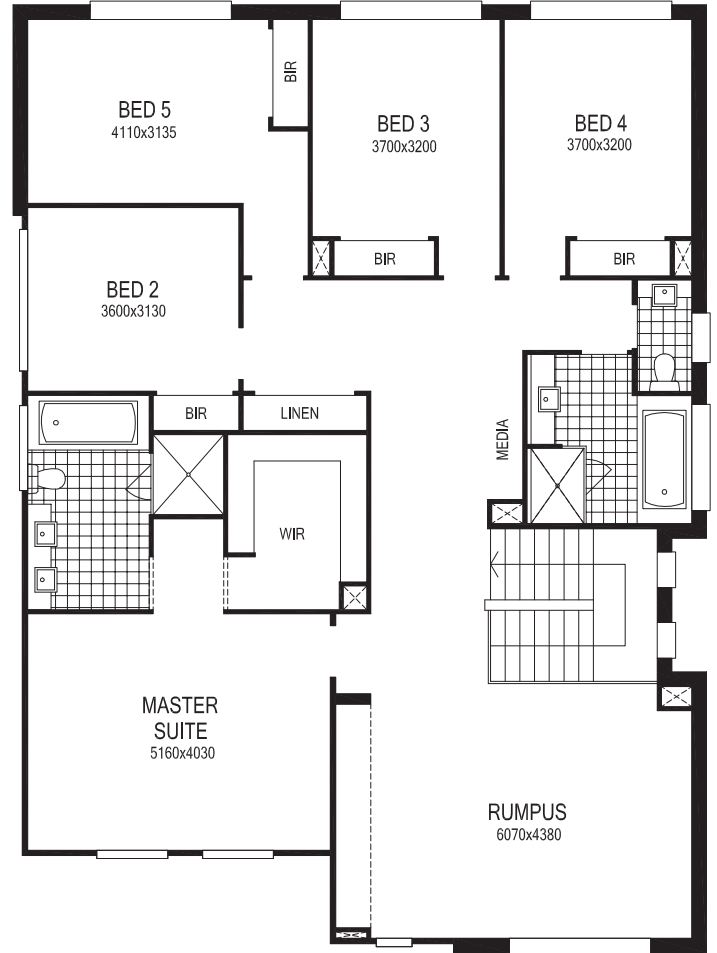 BED 5
4110x3135
BIR
BED 3
3700x3200
BED 4
3700x3200
BIR
BIR
BED 2
3600x3130
BIR
LINEN
MEDIA
WIR
MASTER
SUITE
5160x4030
RUMPUS
6070x4380